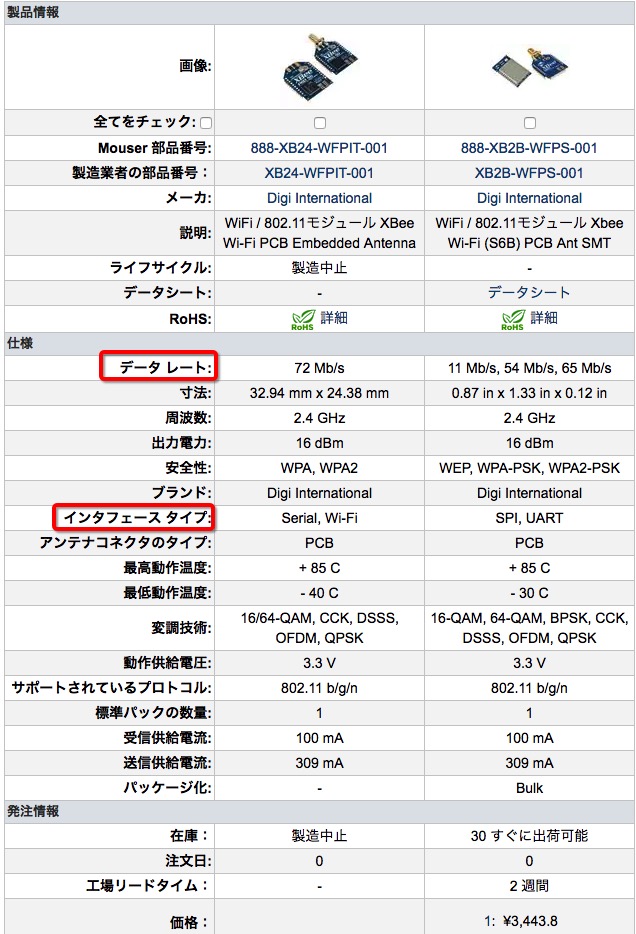 製品情報
画像:
全てをチェック:
Mouser 部品番号: 888-XB24-WFPIT-001 888-XB2B-WFPS-001
製造業者の部品番号： XB24-WFPIT-001 XB2B-WFPS-001
メーカ: Digi International Digi International
説明: WiFi / 802.11モジュール XBee WiFi / 802.11モジュール Xbee
Wi-Fi PCB Embedded Antenna Wi-Fi (S6B) PCB Ant SMT
ライフサイクル: 製造中止 -
データシート: - データシート
RoHS: RoHS 詳細 RoHS 詳細
仕様
データ レート: 72 Mb/s 11 Mb/s, 54 Mb/s, 65 Mb/s
寸法: 32.94 mm x 24.38 mm 0.87 in x 1.33 in x 0.12 in
周波数: 2.4 GHz 2.4 GHz
出力電力: 16 dBm 16 dBm
安全性: WPA, WPA2 WEP, WPA-PSK, WPA2-PSK
ブランド: Digi International Digi International
インタフェース タイプ: Serial, Wi-Fi SPI, UART
アンテナコネクタのタイプ: PCB PCB
最高動作温度: + 85 C + 85 C
最低動作温度: - 40 C - 30 C
変調技術: 16/64-QAM, CCK, DSSS, 16-QAM, 64-QAM, BPSK, CCK,
OFDM, QPSK DSSS, OFDM, QPSK
動作供給電圧: 3.3 V 3.3 V
サポートされているプロトコル: 802.11 b/g/n 802.11 b/g/n
標準パックの数量: 1 1
受信供給電流: 100 mA 100 mA
送信供給電流: 309 mA 309 mA
パッケージ化: - Bulk
発注情報
在庫： 製造中止 30 すぐに出荷可能
注文日: 0 0
工場リードタイム： - 2 週間
価格： 1: ¥3,443.8